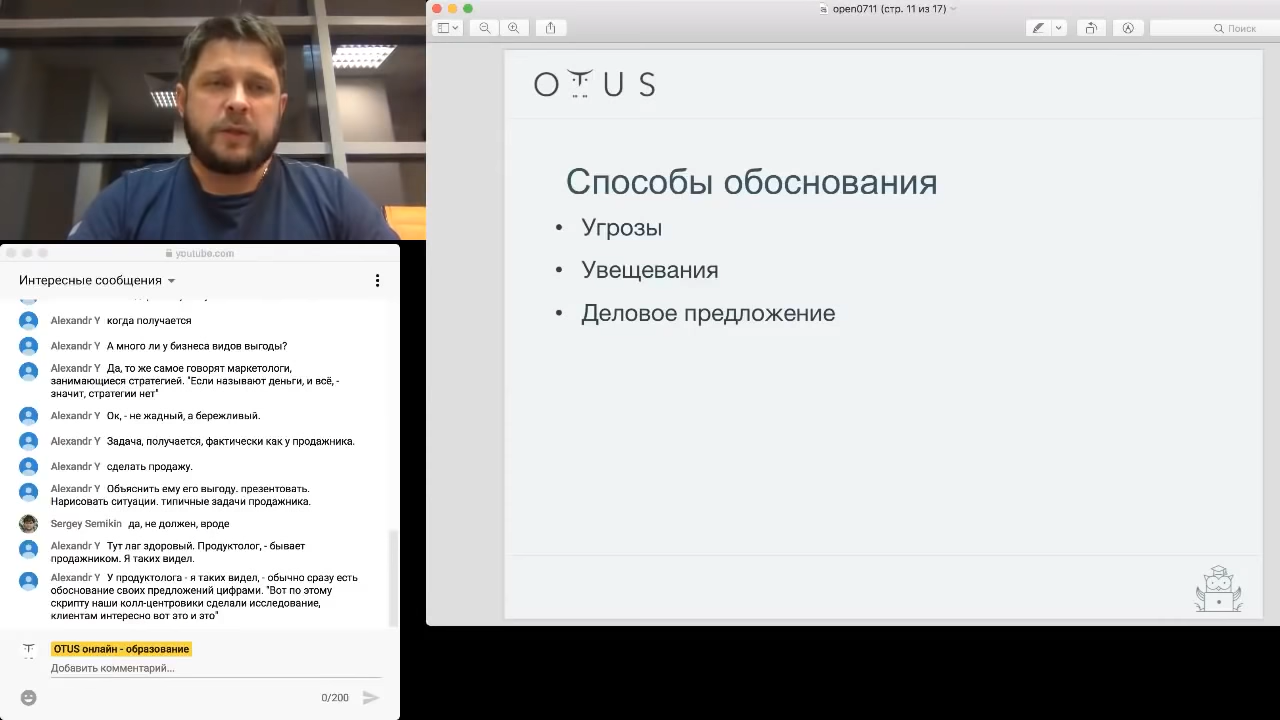 open0711 (стр. 11 из 17)
Поиск
OTUS
Способы обоснования
• Угрозы
• Увещевания
• Деловое предложение
youtube.com
Интересные сообщения
Alexandr Y когда получается
Alexandr Y А много ли у бизнеса видов выгоды?
Alexandr Y Да, то же самое говорят маркетологи,
занимающиеся стратегией. "Если называют деньги, и всё, -
значит, стратегии нет"
Alexandr Y Ок, - не жадный, а бережливый.
Alexandr Y Задача, получается, фактически как у продажника.
Alexandr Y сделать продажу.
Alexandr Y Объяснить ему его выгоду. презентовать.
Нарисовать ситуации. типичные задачи продажника.
Sergey Semikin да, не должен, вроде
Alexandr Y Тут лаг здоровый. Продуктолог, - бывает
продажником. Я таких видел.
Alexandr Y У продуктолога - я таких видел, - обычно сразу есть
обоснование своих предложений цифрами. "Вот по этому
скрипту наши колл-центровики сделали исследование,
клиентам интересно вот это и это"
OTUS онлайн - образование
Добавить комментарий...
0/200